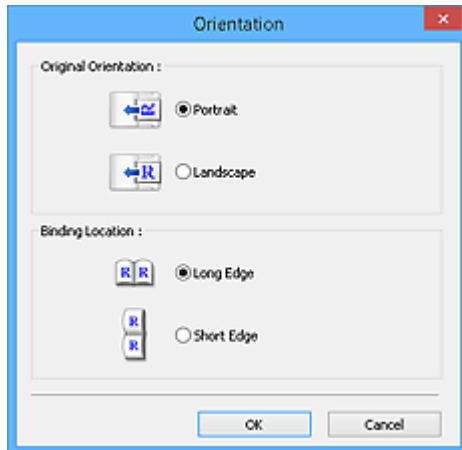 Orientation
Original Orientation :
Portrait
R
Landscape
Binding Location :
R R
Long Edge
R
R
Short Edge
OK
Cancel